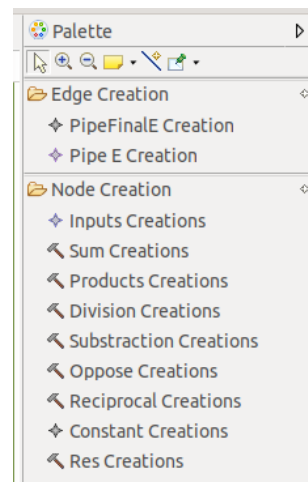 Palette
Edge Creation
PipeFinalE Creation
Pipe E Creation
Node Creation
Inputs Creations
Sum Creations
Products Creations
Division Creations
Substraction Creations
Oppose Creations
Reciprocal Creations
Constant Creations
Res Creations